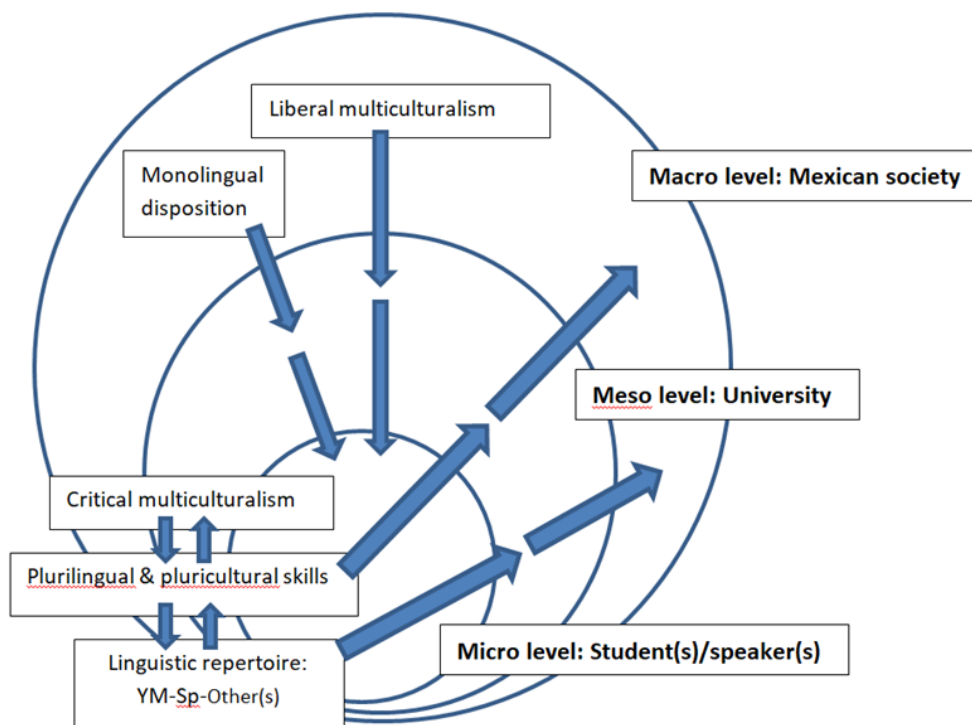 Liberal multiculturalism
Monolingual
disposition
Macro level: Mexican society
Meso level: University
Critical multiculturalism
Plurilingual & pluricultural skills
Micro level: Student(s)/speaker(s)
Linguistic repertoire:
YM-Sp-Other(s)